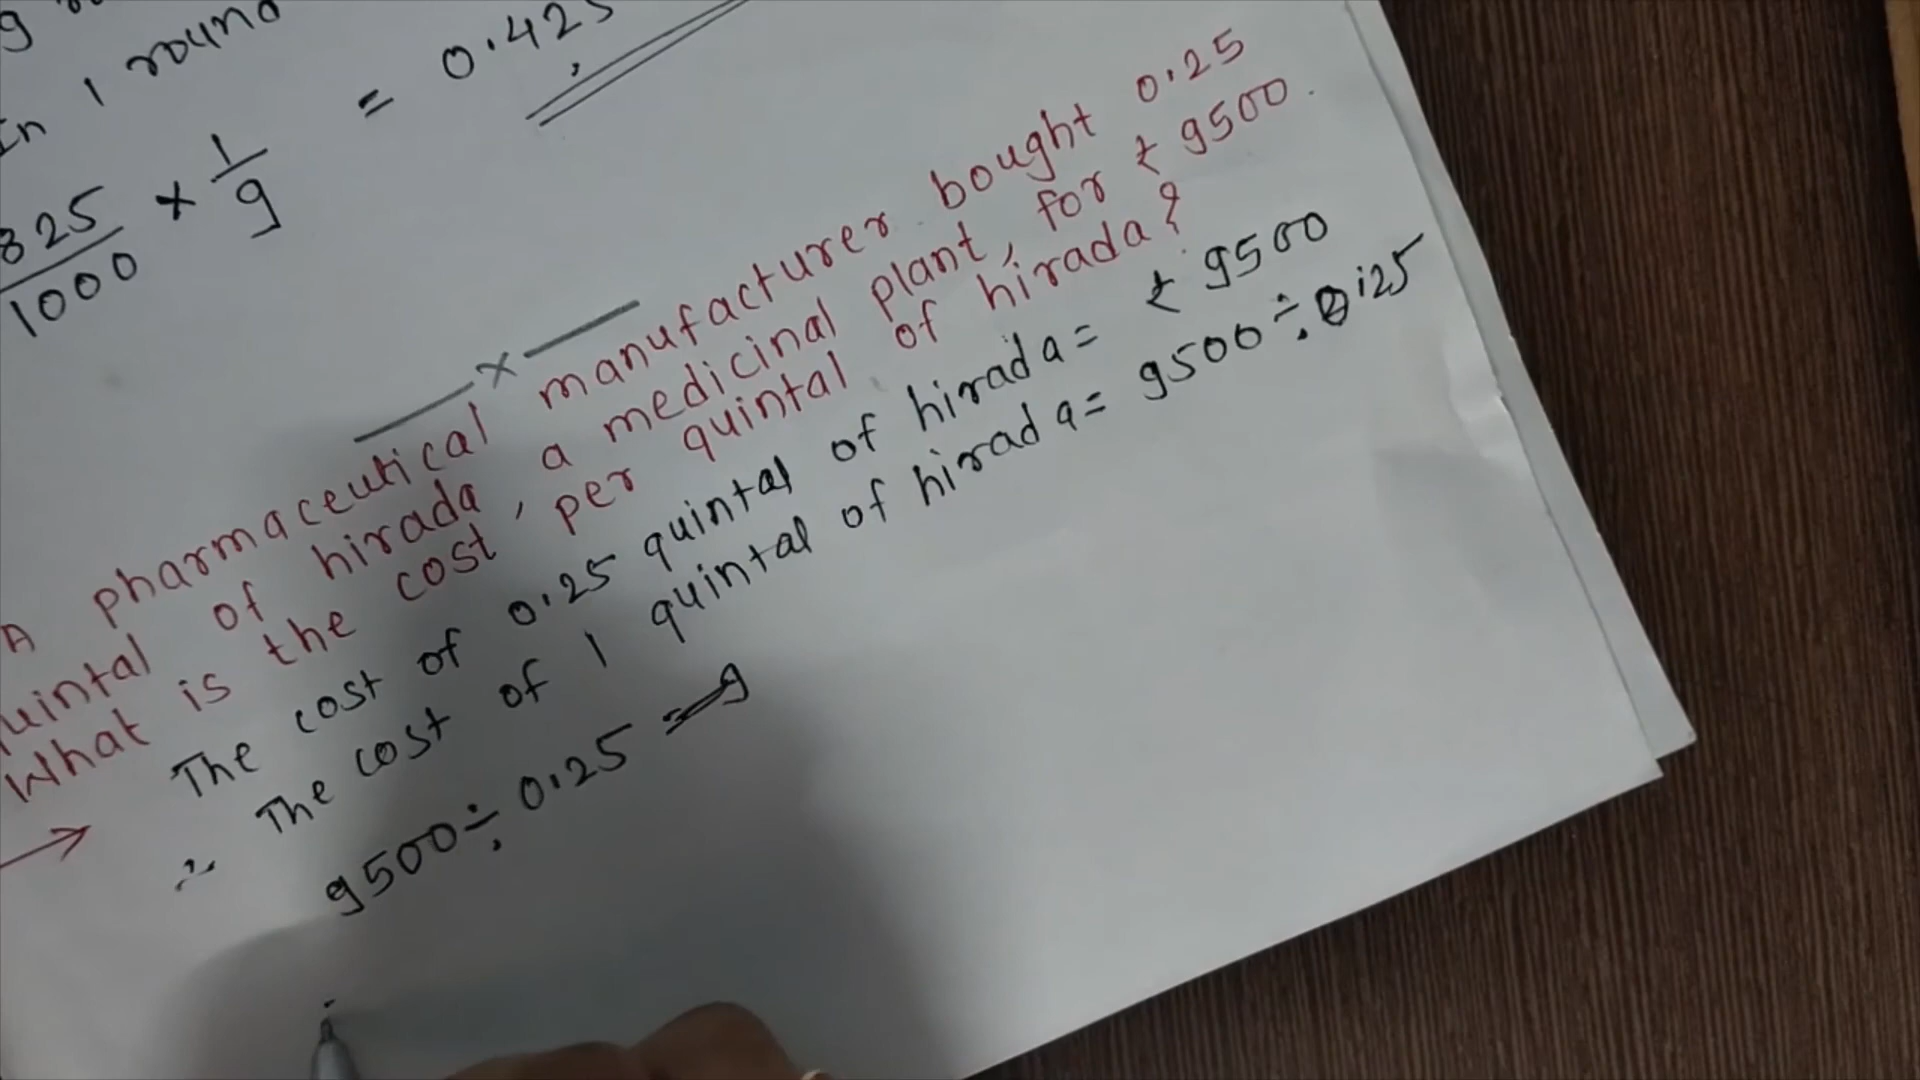 In 1 round
825/1000 × 1/9 = 0.425
x
A pharmaceutical manufacturer bought 0.25
quintal of hirada, a medicinal plant, for ₹ 9500.
What is the cost, per quintal of hirada?
→ The cost of 0.25 quintal of hirada = ₹ 9500
∴ The cost of 1 quintal of hirada = 9500 ÷ 0.25
9500 ÷ 0.25